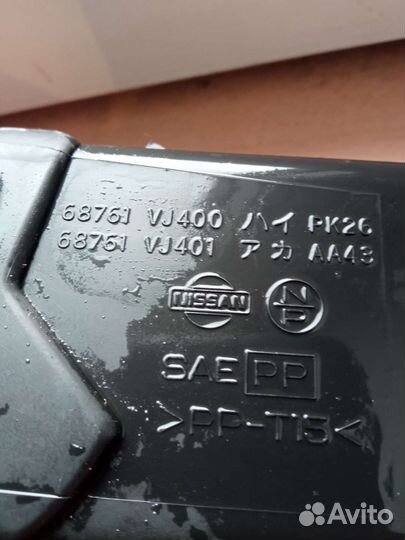 68761 VJ400 ハイ PK26
68761 VJ401 アカ AA43
NISSAN
NP
SAE PP
>PP-T15<
Avito